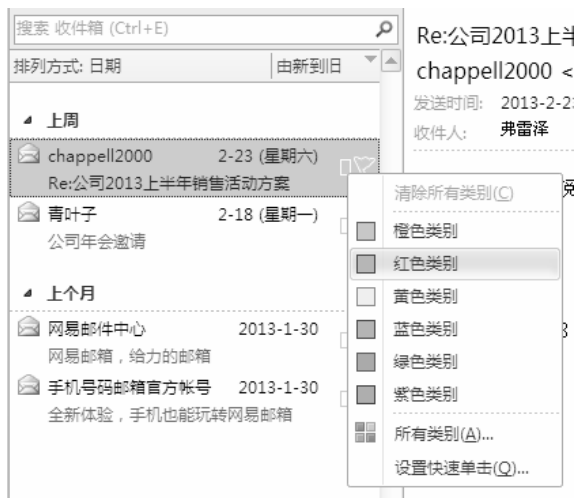 搜索 收件箱 (Ctrl+E)
排列方式: 日期 由新到旧
上周
chappell2000 2-23 (星期六)
Re:公司2013上半年销售活动方案
青叶子 2-18 (星期一)
公司年会邀请
上个月
网易邮件中心 2013-1-30
网易邮箱，给力的邮箱
手机号码邮箱官方帐号 2013-1-30
全新体验，手机也能玩转网易邮箱
Re:公司2013上半
chappell2000 <
发送时间: 2013-2-23
收件人: 弗雷泽
清除所有类别(C)
橙色类别
红色类别
黄色类别
蓝色类别
绿色类别
紫色类别
所有类别(A)...
设置快速单击(Q)...